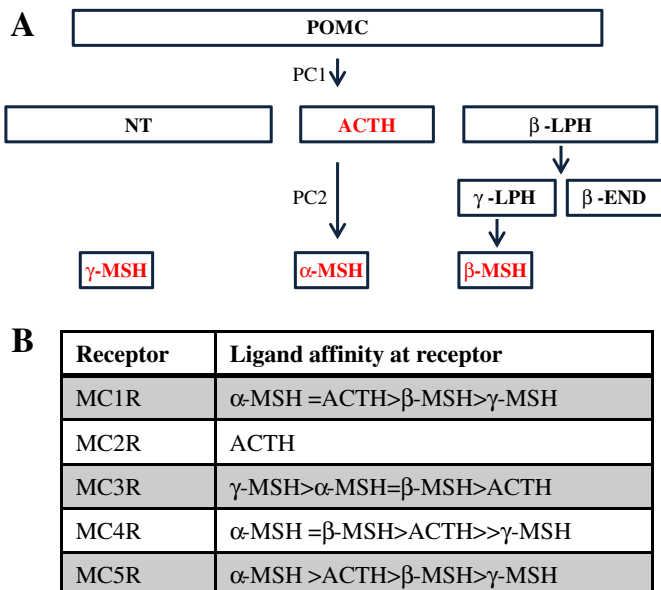 A
POMC
PC1
NT
ACTH
β -LPH
PC2
γ -LPH
β -END
γ-MSH
α-MSH
β-MSH
B
Receptor
Ligand affinity at receptor
MC1R
α-MSH =ACTH>β-MSH>γ-MSH
MC2R
ACTH
MC3R
γ-MSH>α-MSH=β-MSH>ACTH
MC4R
α-MSH =β-MSH>ACTH>>γ-MSH
MC5R
α-MSH >ACTH>β-MSH>γ-MSH